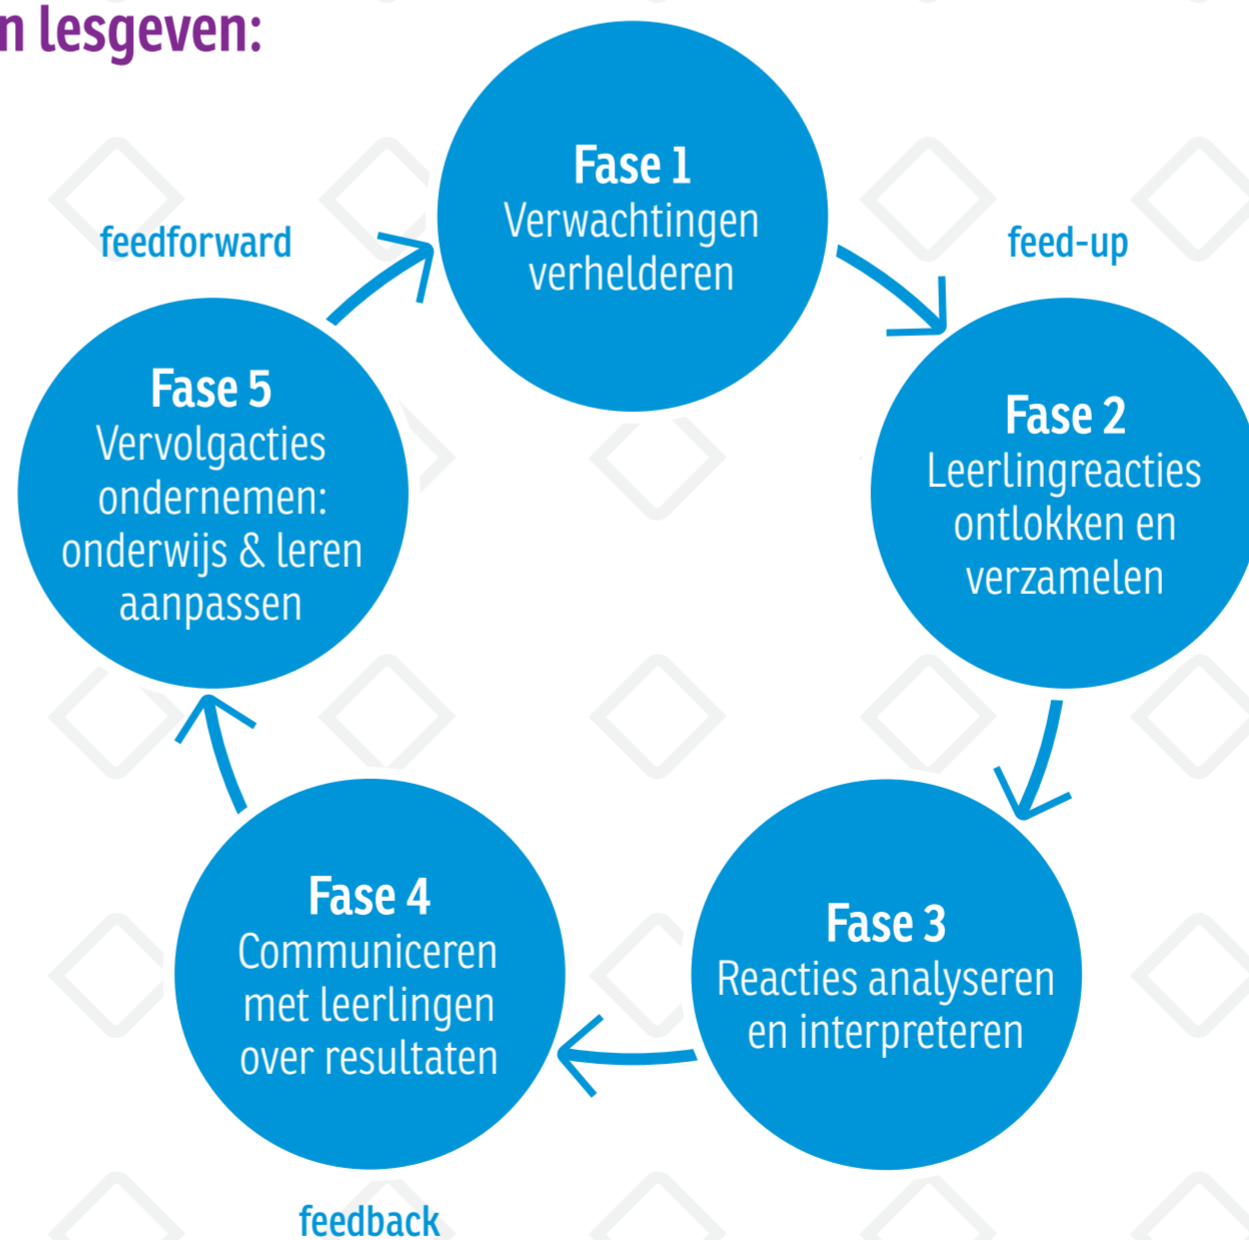 n lesgeven:
Fase 1
Verwachtingen
verhelderen
feed-up
Fase 2
Leerlingreacties
ontlokken en
verzamelen
Fase 3
Reacties analyseren
en interpreteren
Fase 4
Communiceren
met leerlingen
over resultaten
feedback
Fase 5
Vervolgacties
ondernemen:
onderwijs & leren
aanpassen
feedforward